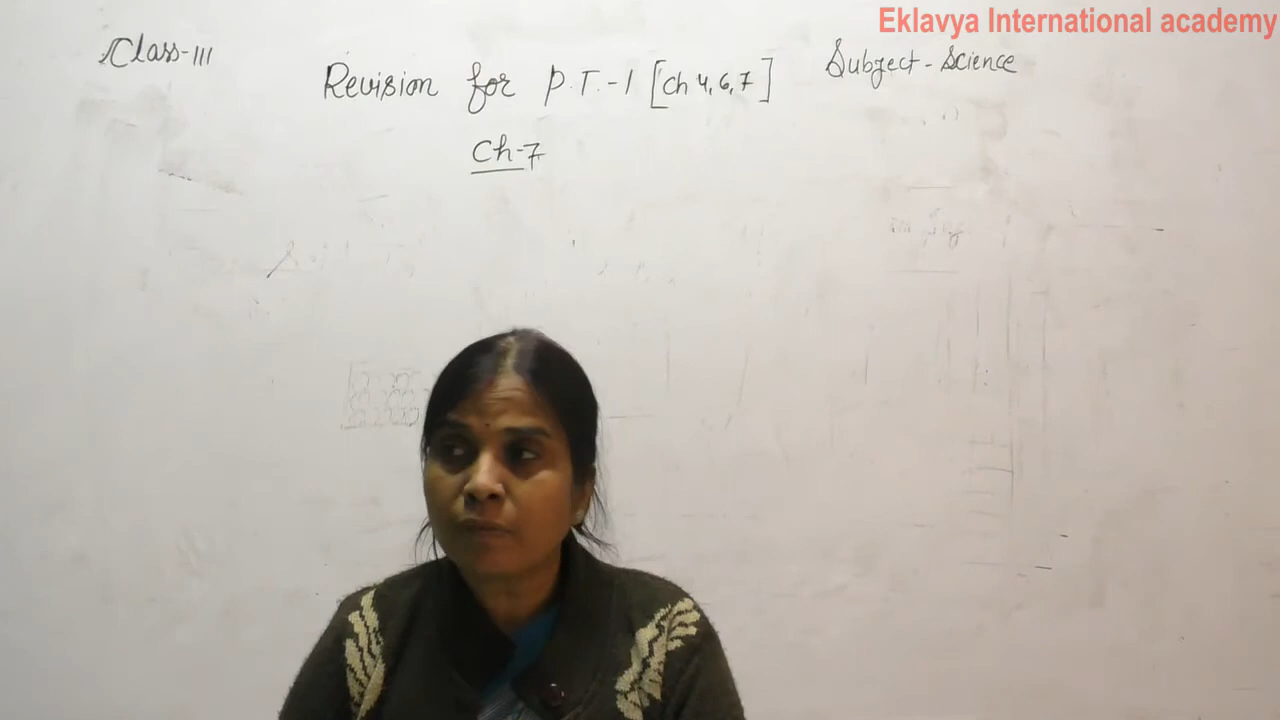 Eklavya International academy
Class-III
Subject - Science
Revision for P.T.-1 [Ch 4, 6, 7]
Ch-7